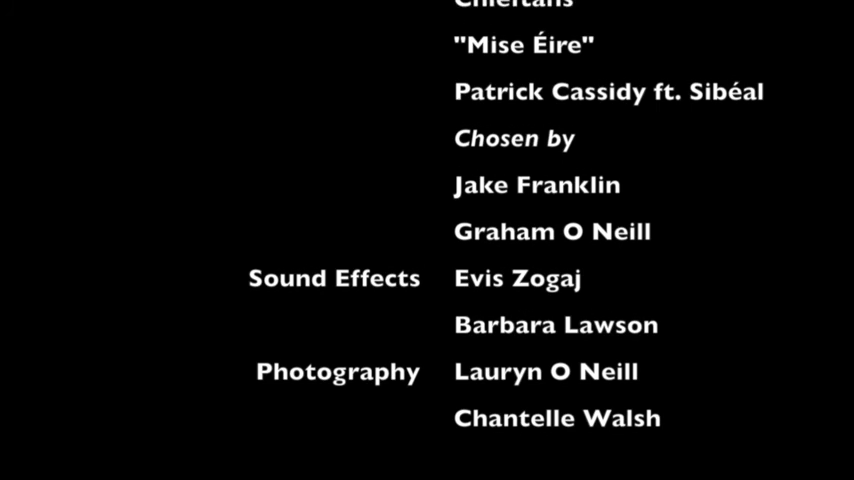 Chieftans
"Mise Éire"
Patrick Cassidy ft. Sibéal
Chosen by
Jake Franklin
Graham O Neill
Sound Effects Evis Zogaj
Barbara Lawson
Photography Lauryn O Neill
Chantelle Walsh